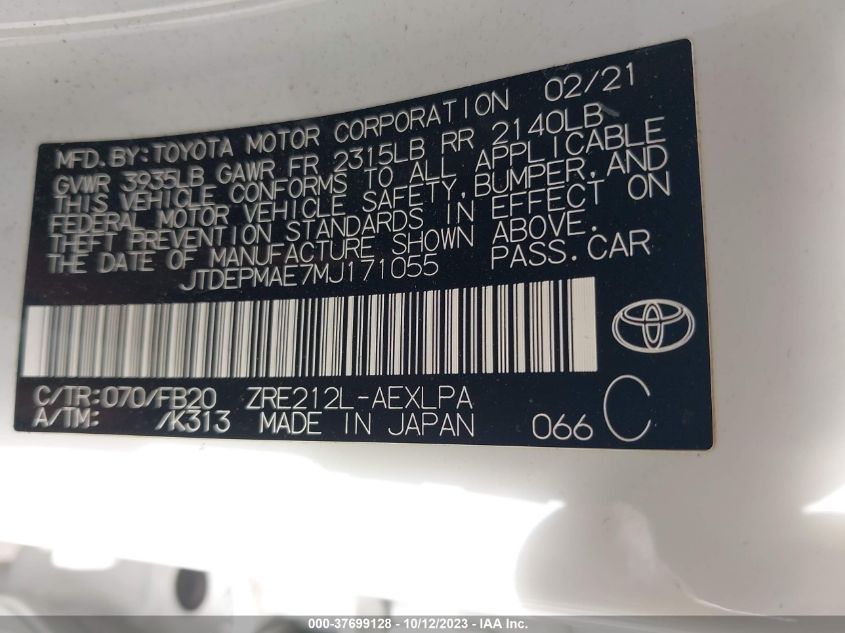 MFD. BY: TOYOTA MOTOR CORPORATION 02/21
GVWR 3935LB GAWR FR 2315LB RR 2140LB
THIS VEHICLE CONFORMS TO ALL APPLICABLE
FEDERAL MOTOR VEHICLE SAFETY, BUMPER, AND
THEFT PREVENTION STANDARDS IN EFFECT ON
THE DATE OF MANUFACTURE SHOWN ABOVE.
JTDEPMAE7MJ171055 PASS. CAR
C/TR: 070/FB20 ZRE212L-AEXLPA
A/TM: /K313 MADE IN JAPAN 066 C
000-37699128 - 10/12/2023 - IAA Inc.